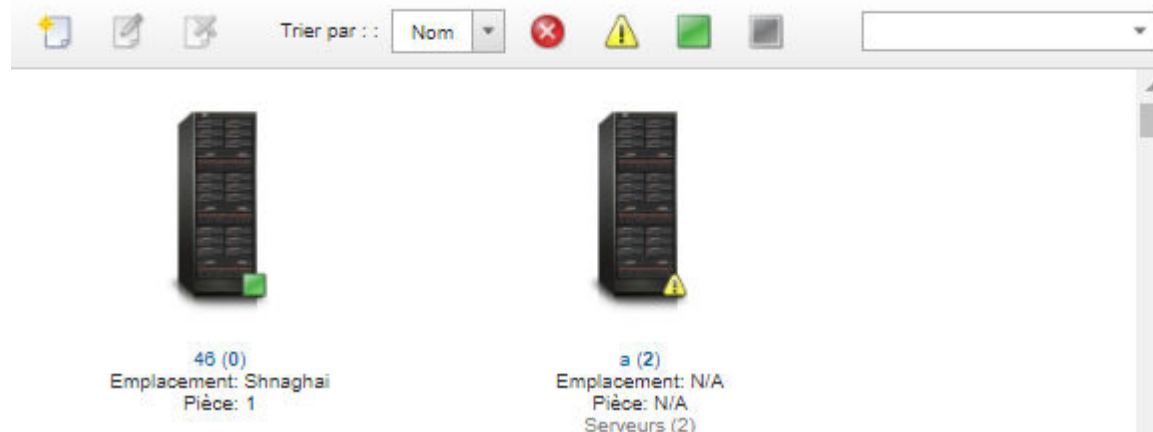 Trier par : : Nom
46 (0)
Emplacement: Shnaghai
Pièce: 1
a (2)
Emplacement: N/A
Pièce: N/A
Serveurs (2)